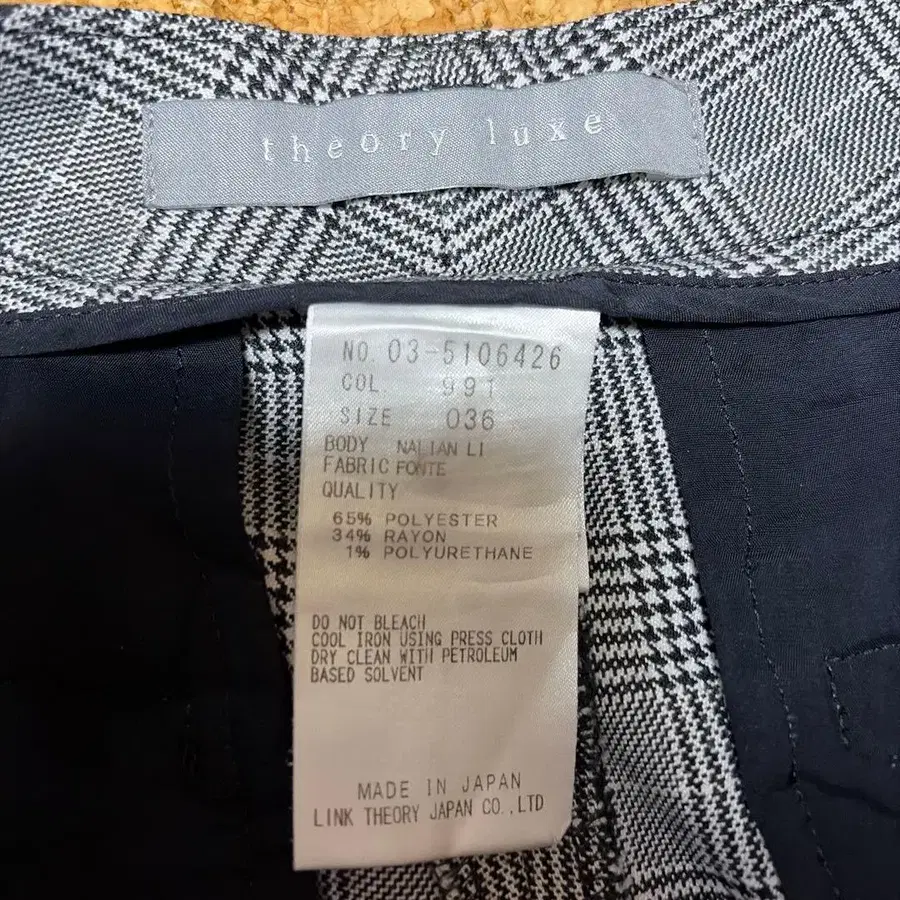 theory luxe
NO. 03-5106426
COL. 991
SIZE 036
BODY NALIAN LI
FABRIC FONTE
QUALITY
65% POLYESTER
34% RAYON
1% POLYURETHANE
DO NOT BLEACH
COOL IRON USING PRESS CLOTH
DRY CLEAN WITH PETROLEUM
BASED SOLVENT
MADE IN JAPAN
LINK THEORY JAPAN CO.,LTD